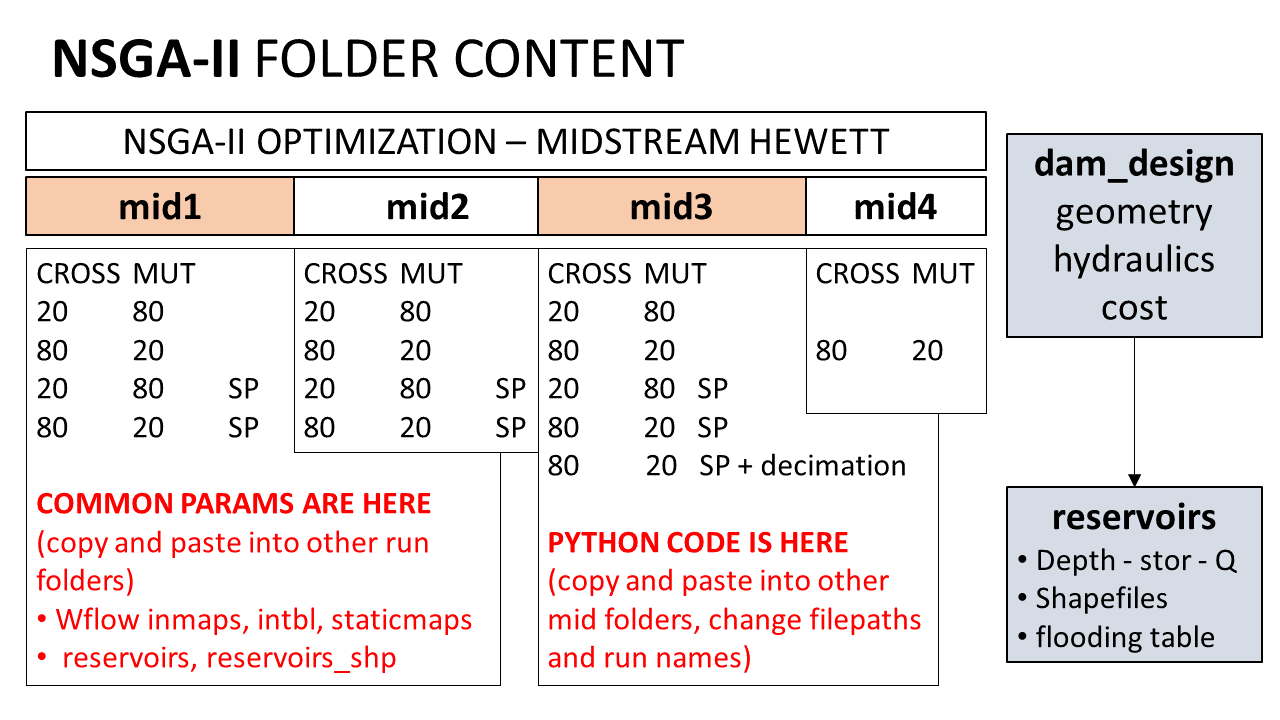 NSGA-II FOLDER CONTENT
NSGA-II OPTIMIZATION – MIDSTREAM HEWETT
mid1
CROSS MUT
20 80
80 20
20 80 SP
80 20 SP
COMMON PARAMS ARE HERE
(copy and paste into other run
folders)
• Wflow inmaps, intbl, staticmaps
• reservoirs, reservoirs_shp
mid2
CROSS MUT
20 80
80 20
20 80 SP
80 20 SP
mid3
CROSS MUT
20 80
80 20
20 80 SP
80 20 SP
80 20 SP + decimation
PYTHON CODE IS HERE
(copy and paste into other
mid folders, change filepaths
and run names)
mid4
CROSS MUT
80 20
dam_design
geometry
hydraulics
cost
reservoirs
• Depth - stor - Q
• Shapefiles
• flooding table